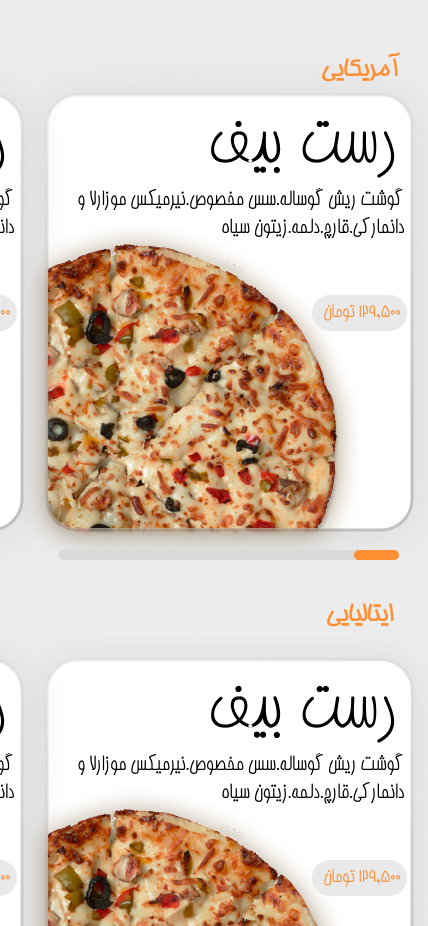 آمریکایی
رست بیف
گوشت ریش گوساله.سس مخصوص.نیرمیکس موزارلا و
دانمارکی.قارچ.دلمه.زیتون سیاه
۱۲۹,۵۰۰ تومان
ایتالیایی
رست بیف
گوشت ریش گوساله.سس مخصوص.نیرمیکس موزارلا و
دانمارکی.قارچ.دلمه.زیتون سیاه
۱۲۹,۵۰۰ تومان